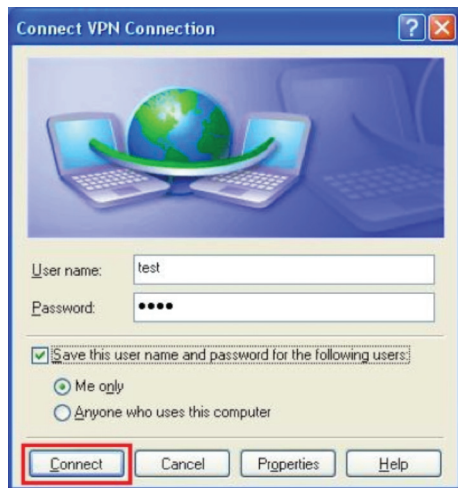 Connect VPN Connection
User name: test
Password: ••••
Save this user name and password for the following users:
Me only
Anyone who uses this computer
Connect Cancel Properties Help